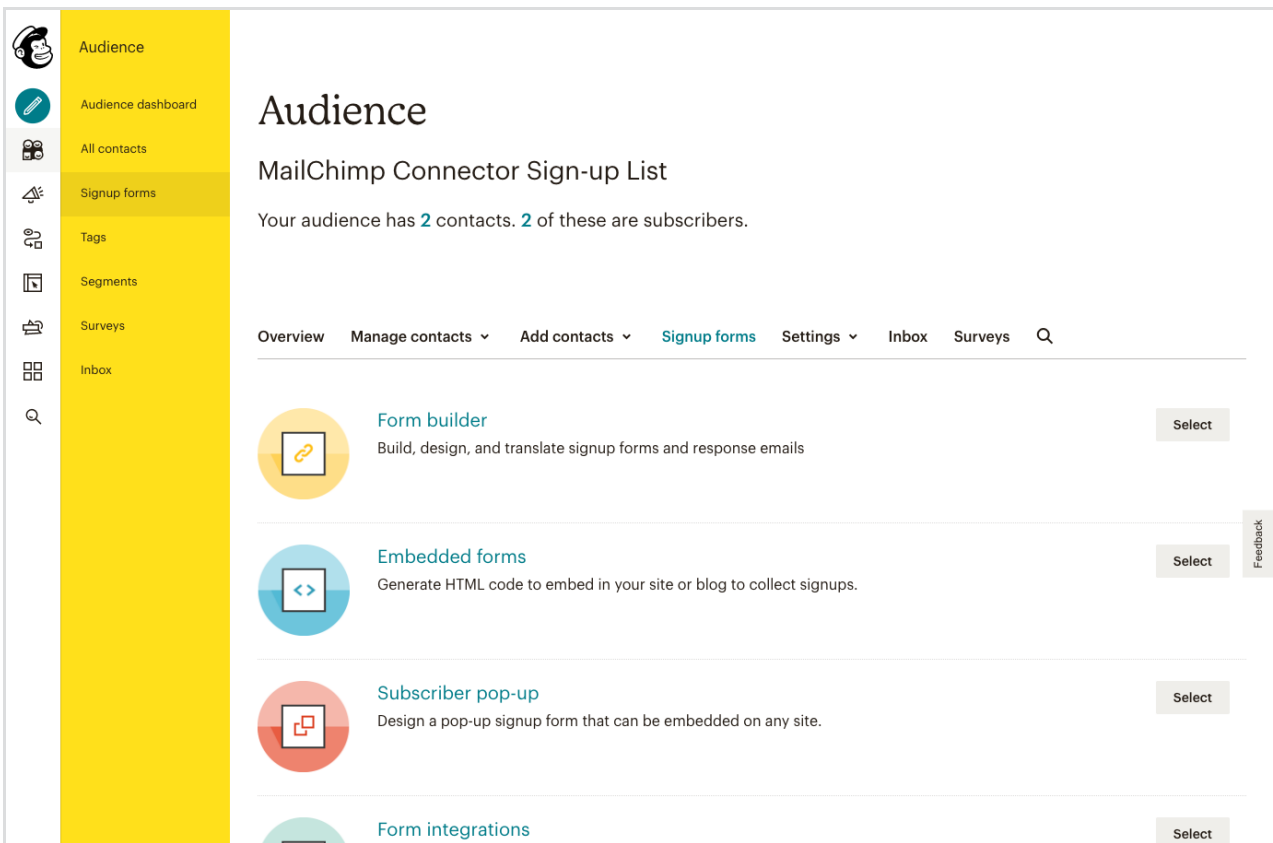 Audience
Audience dashboard
All contacts
Signup forms
Tags
Segments
Surveys
Inbox
Audience
MailChimp Connector Sign-up List
Your audience has 2 contacts. 2 of these are subscribers.
Overview Manage contacts Add contacts Signup forms Settings Inbox Surveys
Form builder
Build, design, and translate signup forms and response emails
Select
Embedded forms
Generate HTML code to embed in your site or blog to collect signups.
Select
Subscriber pop-up
Design a pop-up signup form that can be embedded on any site.
Select
Form integrations
Select
Feedback